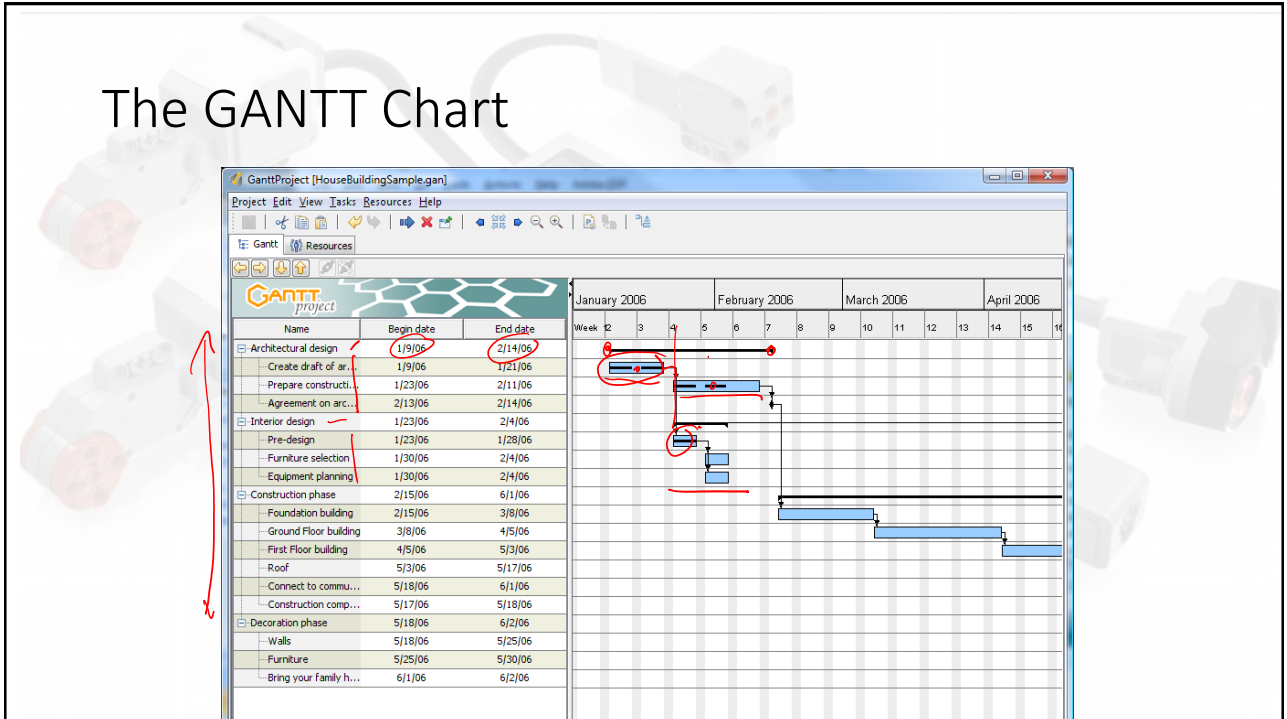 The GANTT Chart
GanttProject [HouseBuildingSample.gan]
Project Edit View Tasks Resources Help
Gantt Resources
GANTT project
January 2006 February 2006 March 2006 April 2006
Name Begin date End date Week 2 3 4 5 6 7 8 9 10 11 12 13 14 15 16
Architectural design 1/9/06 2/14/06
Create draft of ar... 1/9/06 1/21/06
Prepare constructi... 1/23/06 2/11/06
Agreement on arc... 2/13/06 2/14/06
Interior design 1/23/06 2/4/06
Pre-design 1/23/06 1/28/06
Furniture selection 1/30/06 2/4/06
Equipment planning 1/30/06 2/4/06
Construction phase 2/15/06 6/1/06
Foundation building 2/15/06 3/8/06
Ground Floor building 3/8/06 4/5/06
First Floor building 4/5/06 5/3/06
Roof 5/3/06 5/17/06
Connect to commu... 5/18/06 6/1/06
Construction comp... 5/17/06 5/18/06
Decoration phase 5/18/06 6/2/06
Walls 5/18/06 5/25/06
Furniture 5/25/06 5/30/06
Bring your family h... 6/1/06 6/2/06